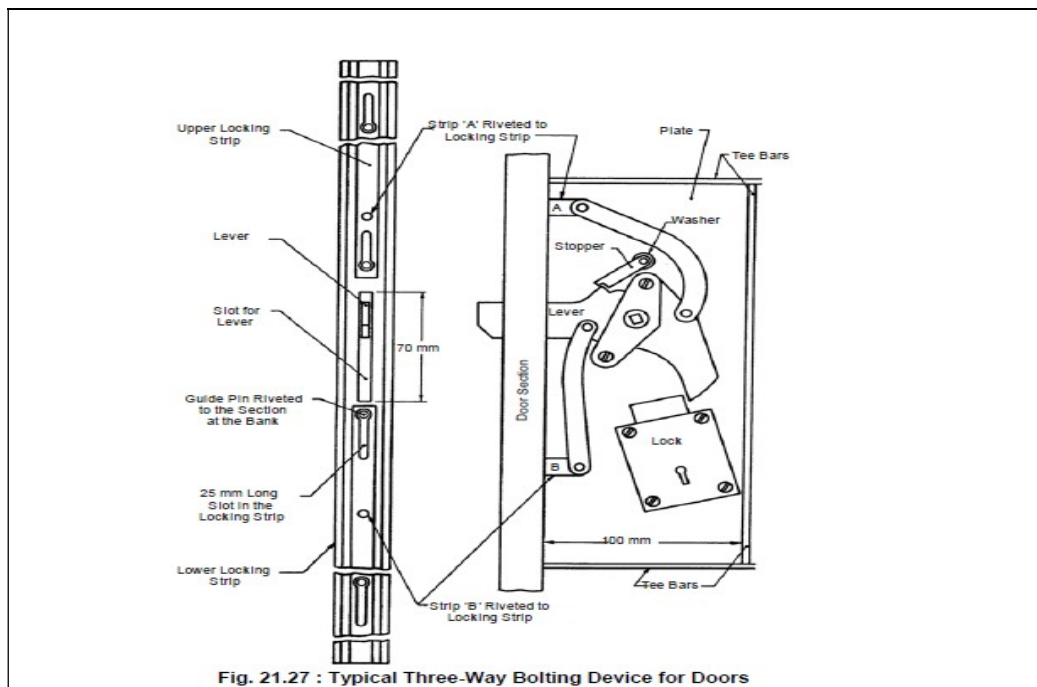 Upper Locking
Strip
Strip 'A' Riveted to
Locking Strip
Plate
Tee Bars
A
Washer
Stopper
Lever
Slot for
Lever
70 mm
Lever
Door Section
Guide Pin Riveted
to the Section
at the Bank
25 mm Long
Slot in the
Locking Strip
Lock
B
100 mm
Lower Locking
Strip
Tee Bars
Strip 'B' Riveted to
Locking Strip
Fig. 21.27 : Typical Three-Way Bolting Device for Doors